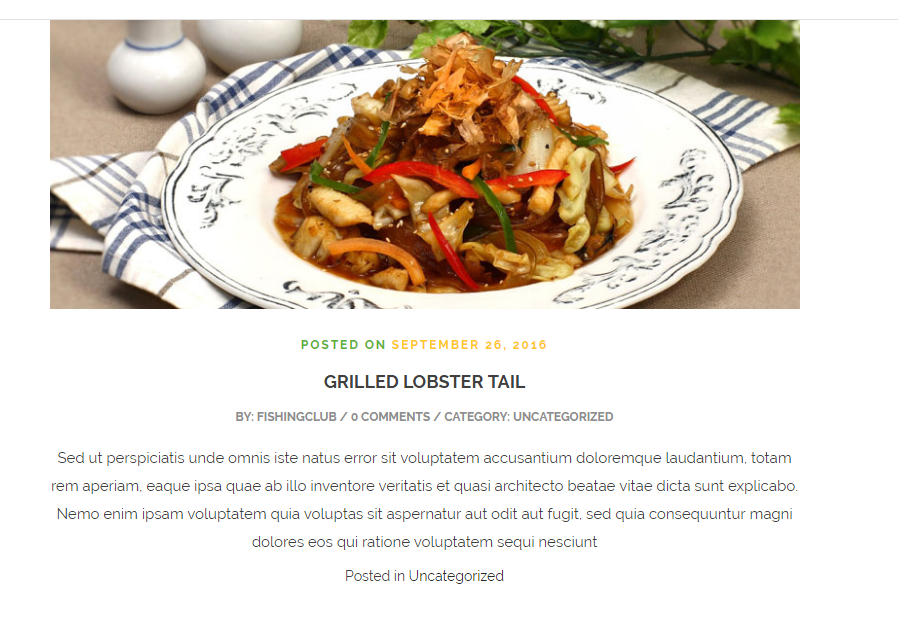 POSTED ON SEPTEMBER 26, 2016
GRILLED LOBSTER TAIL
BY: FISHINGCLUB / 0 COMMENTS / CATEGORY: UNCATEGORIZED
Sed ut perspiciatis unde omnis iste natus error sit voluptatem accusantium doloremque laudantium, totam
rem aperiam, eaque ipsa quae ab illo inventore veritatis et quasi architecto beatae vitae dicta sunt explicabo.
Nemo enim ipsam voluptatem quia voluptas sit aspernatur aut odit aut fugit, sed quia consequuntur magni
dolores eos qui ratione voluptatem sequi nesciunt
Posted in Uncategorized